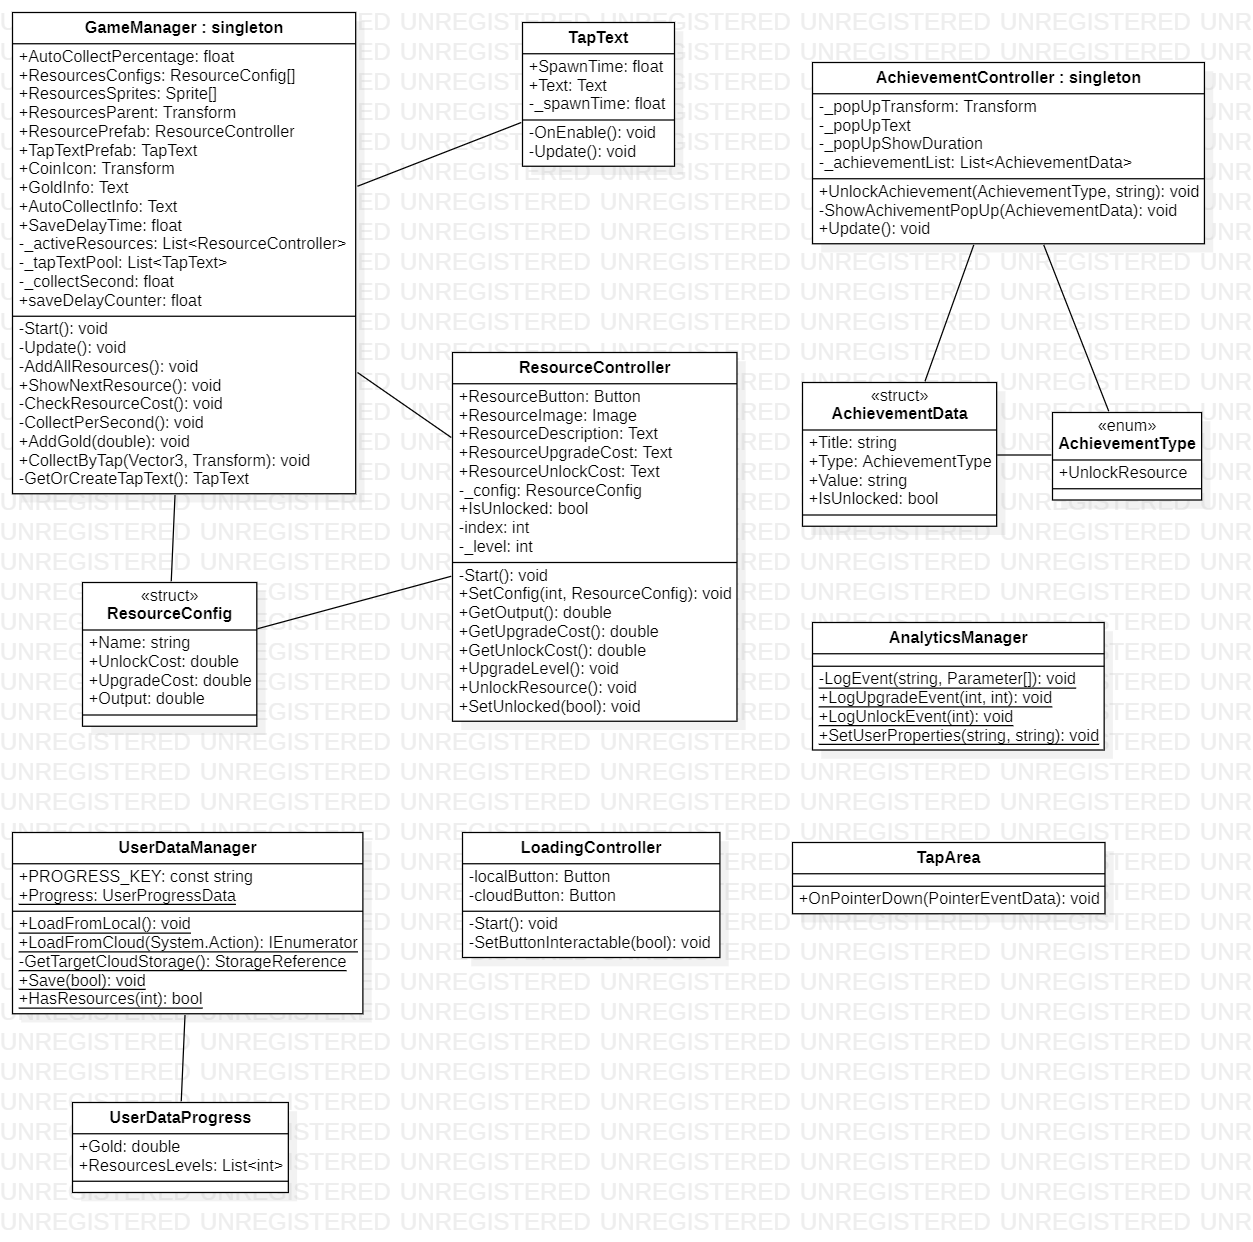 GameManager : singleton
+AutoCollectPercentage: float
+ResourcesConfigs: ResourceConfig[]
+ResourcesSprites: Sprite[]
+ResourcesParent: Transform
+ResourcePrefab: ResourceController
+TapTextPrefab: TapText
+CoinIcon: Transform
+GoldInfo: Text
+AutoCollectInfo: Text
+SaveDelayTime: float
-_activeResources: List<ResourceController>
-_tapTextPool: List<TapText>
-_collectSecond: float
+saveDelayCounter: float
-Start(): void
-Update(): void
-AddAllResources(): void
+ShowNextResource(): void
-CheckResourceCost(): void
-CollectPerSecond(): void
+AddGold(double): void
+CollectByTap(Vector3, Transform): void
-GetOrCreateTapText(): TapText
TapText
+SpawnTime: float
+Text: Text
-_spawnTime: float
-OnEnable(): void
-Update(): void
AchievementController : singleton
-_popUpTransform: Transform
-_popUpText
-_popUpShowDuration
-_achievementList: List<AchievementData>
+UnlockAchievement(AchievementType, string): void
-ShowAchivementPopUp(AchievementData): void
+Update(): void
ResourceController
+ResourceButton: Button
+ResourceImage: Image
+ResourceDescription: Text
+ResourceUpgradeCost: Text
+ResourceUnlockCost: Text
-_config: ResourceConfig
+IsUnlocked: bool
-index: int
-_level: int
-Start(): void
+SetConfig(int, ResourceConfig): void
+GetOutput(): double
+GetUpgradeCost(): double
+GetUnlockCost(): double
+UpgradeLevel(): void
+UnlockResource(): void
+SetUnlocked(bool): void
«struct»
AchievementData
+Title: string
+Type: AchievementType
+Value: string
+IsUnlocked: bool
«enum»
AchievementType
+UnlockResource
«struct»
ResourceConfig
+Name: string
+UnlockCost: double
+UpgradeCost: double
+Output: double
AnalyticsManager
-LogEvent(string, Parameter[]): void
+LogUpgradeEvent(int, int): void
+LogUnlockEvent(int): void
+SetUserProperties(string, string): void
UserDataManager
+PROGRESS_KEY: const string
+Progress: UserProgressData
+LoadFromLocal(): void
+LoadFromCloud(System.Action): IEnumerator
-GetTargetCloudStorage(): StorageReference
+Save(bool): void
+HasResources(int): bool
LoadingController
-localButton: Button
-cloudButton: Button
-Start(): void
-SetButtonInteractable(bool): void
TapArea
+OnPointerDown(PointerEventData): void
UserDataProgress
+Gold: double
+ResourcesLevels: List<int>